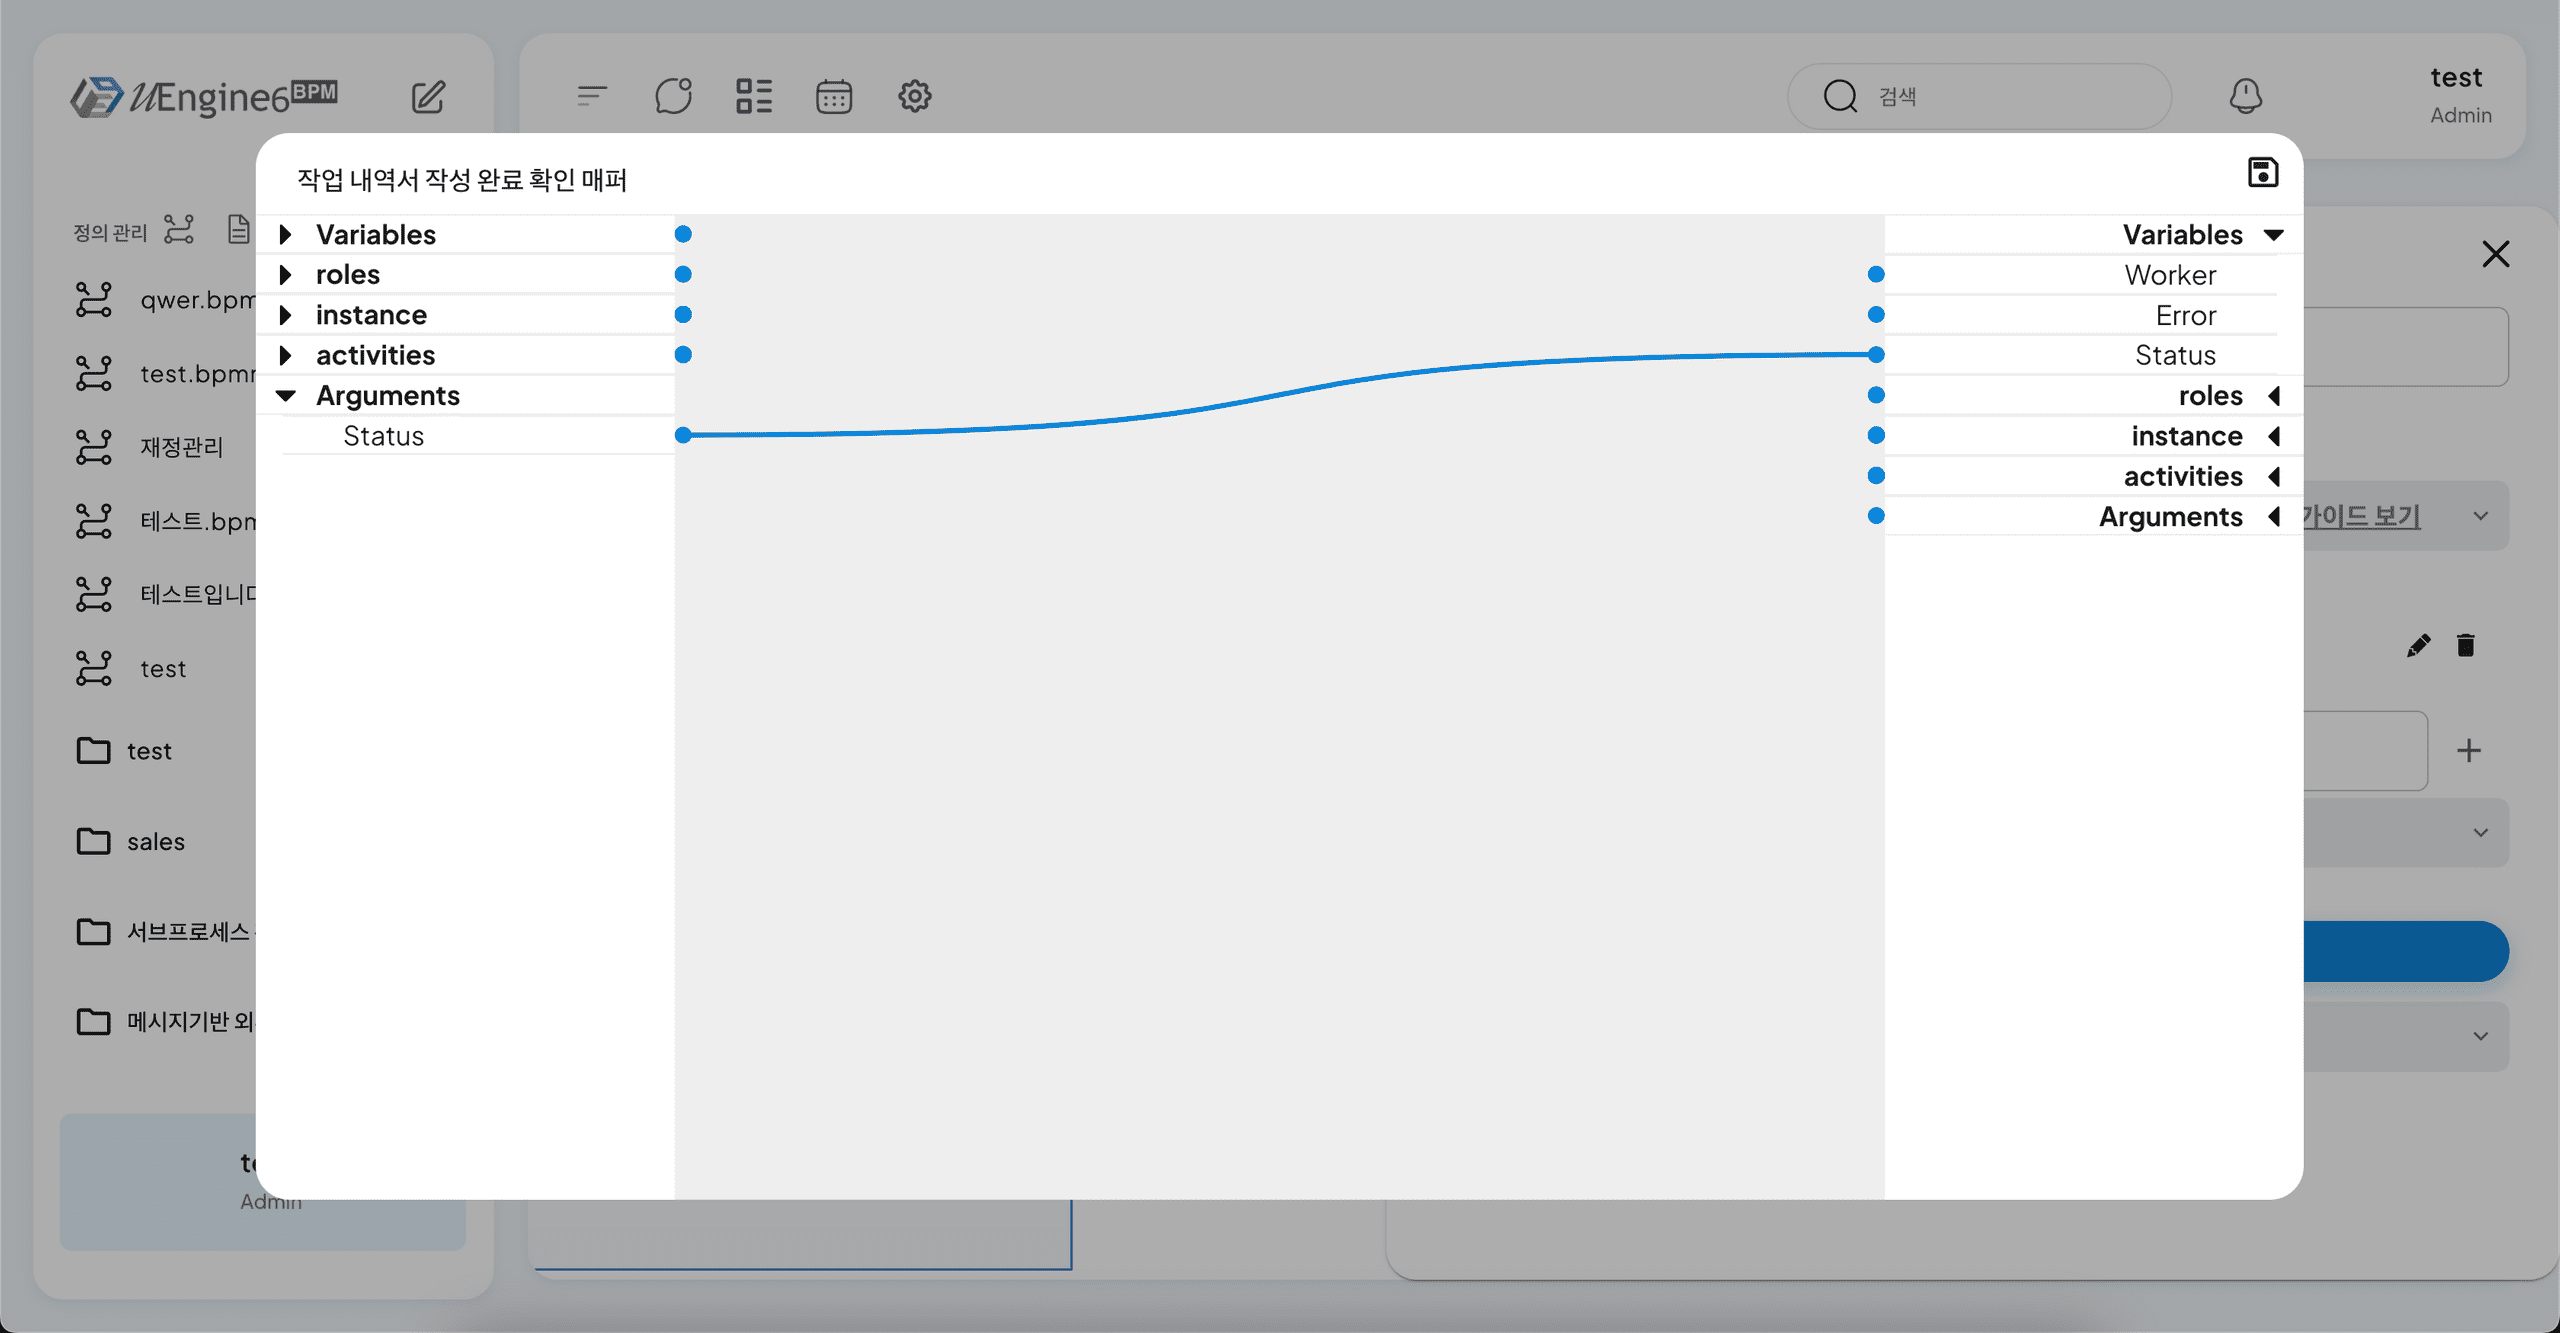 uEngine6 BPM
검색
test
Admin
정의 관리
qwer.bpm
test.bpm
재정관리
테스트.bpm
테스트입니다
test
test
sales
서브프로세스
메시지기반 외
te
Admin
작업 내역서 작성 완료 확인 매퍼
Variables
roles
instance
activities
Arguments
Status
Variables
Worker
Error
Status
roles
instance
activities
Arguments
가이드 보기